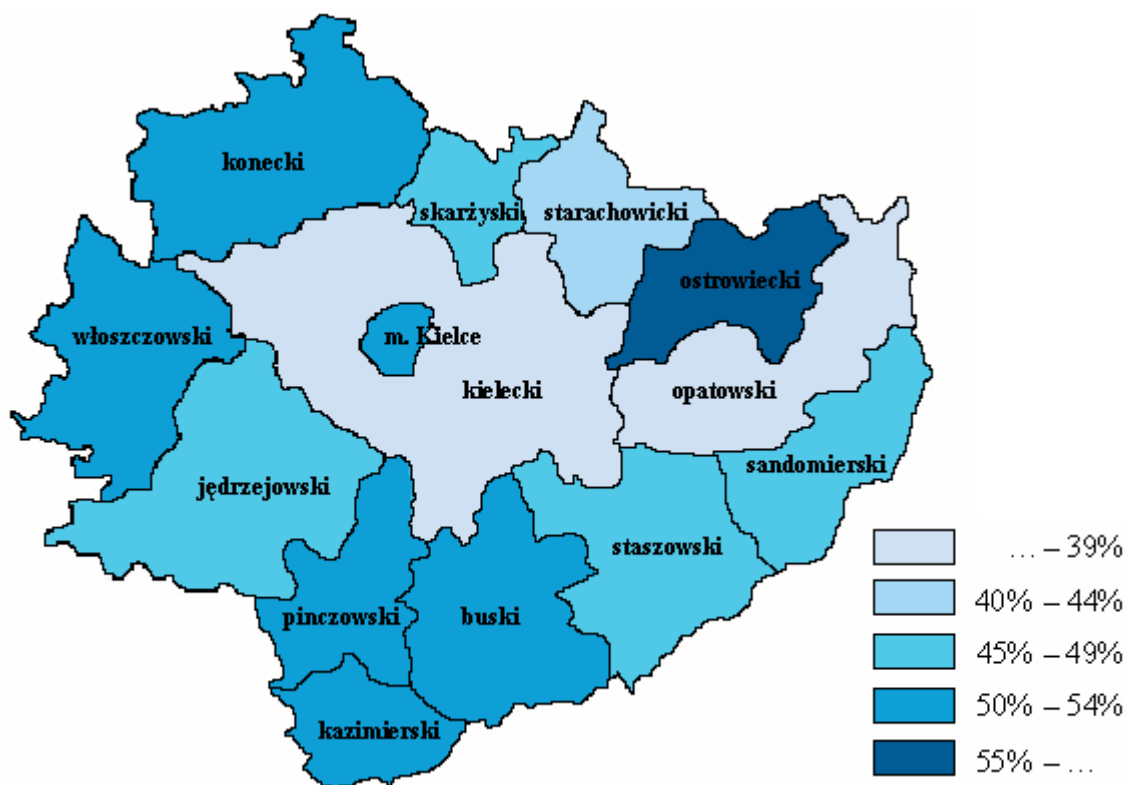 konecki
skarżyski
starachowicki
ostrowiecki
włoszczowski
m. Kielce
kielecki
opatowski
sandomierski
jędrzejowski
staszowski
pinczowski
buski
kazimierski
... – 39%
40% – 44%
45% – 49%
50% – 54%
55% – ...